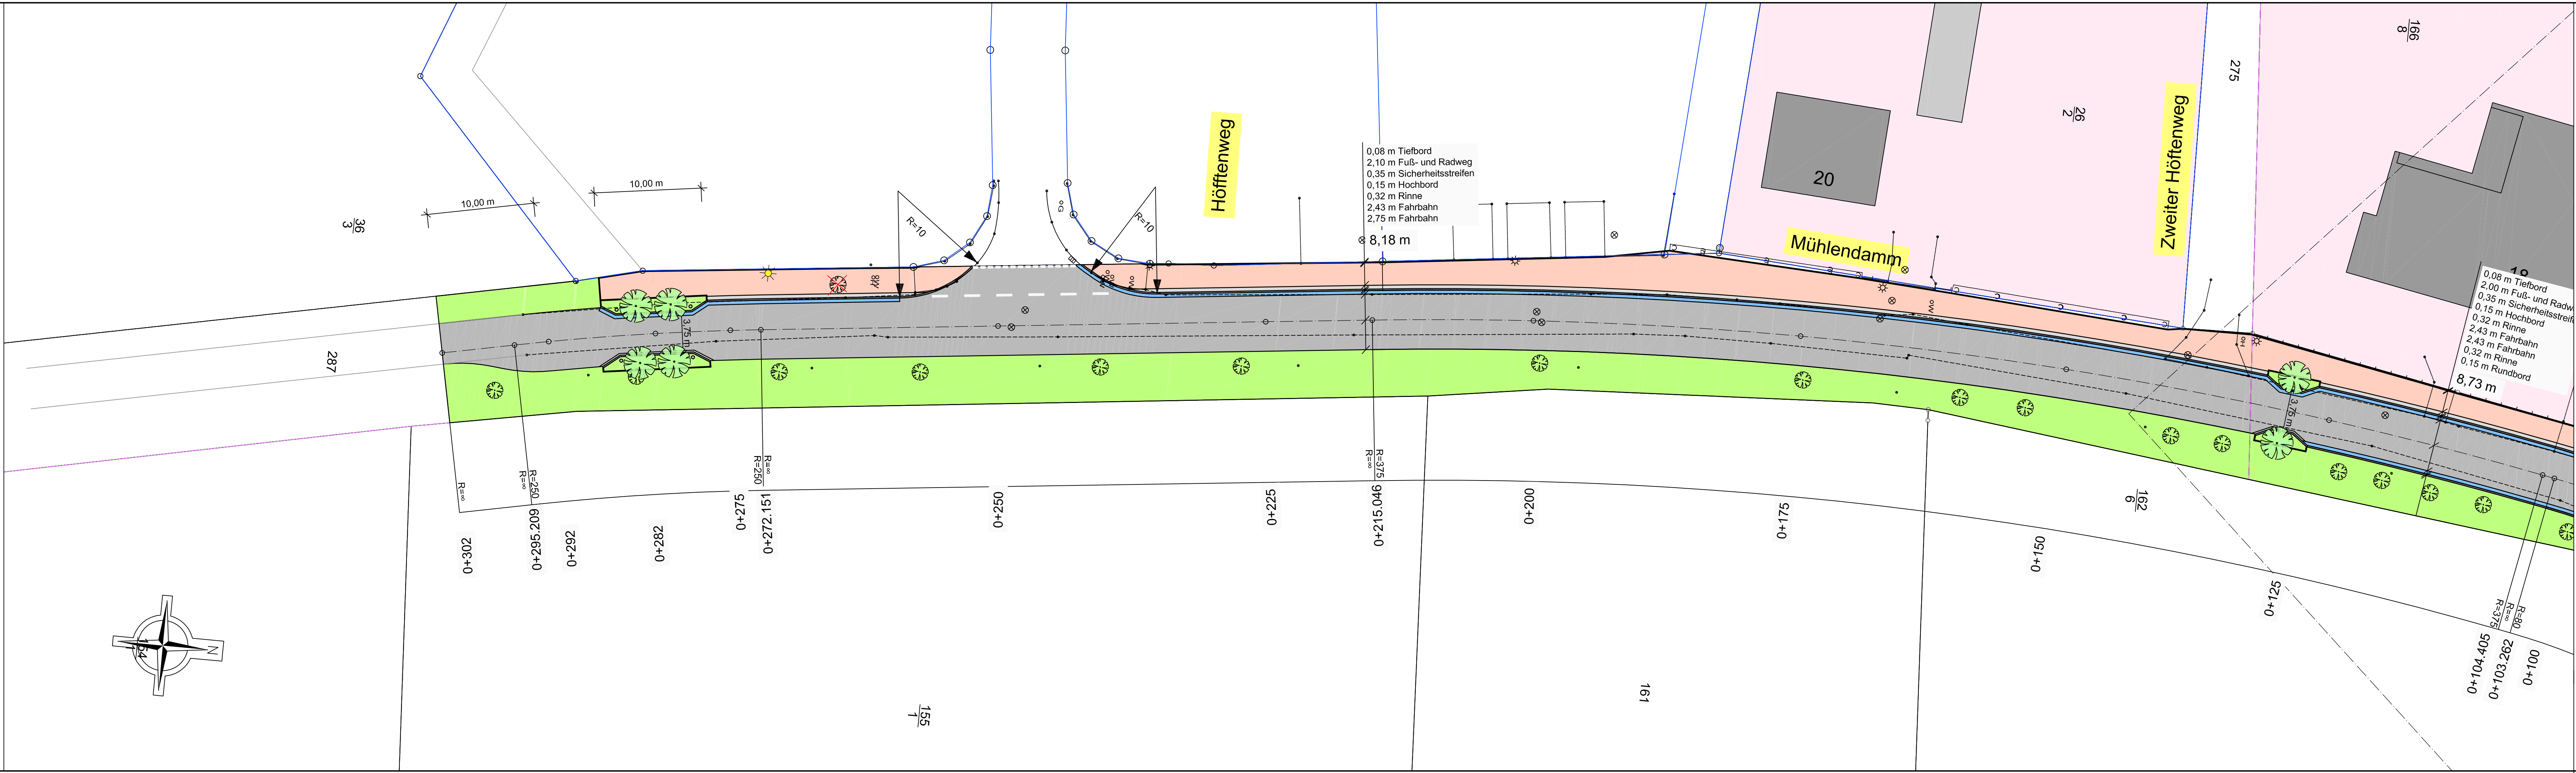 166
8
275
26
2
Höfftenweg
Zweiter Höftenweg
0,08 m Tiefbord
2,10 m Fuß- und Radweg
0,35 m Sicherheitsstreifen
0,15 m Hochbord
0,32 Rinne
2,43 m Fahrbahn
2,75 m Fahrbahn
8,18 m
20
10,00 m
10,00 m
36
3
R=10
R=10
Mühlendamm
18
0,08 m Tiefbord
2,00 m Fuß- und Radw
0,35 m Sicherheitsstreif
0,15 m Hochbord
0,32 m Rinne
2,43 m Fahrbahn
2,43 m Fahrbahn
0,32 m Rinne
0,15 m Rundbord
8,73 m
3,75 m
3,75 m
287
R=∞
R=250
R=∞
R=∞
R=250
R=375
R=∞
R=80
R=∞
R=375
0+302
0+295.209
0+292
0+282
0+275
0+272.151
0+250
0+225
0+215.046
0+200
0+175
0+150
0+125
0+104.405
0+103.262
0+100
162
6
N
155
1
161